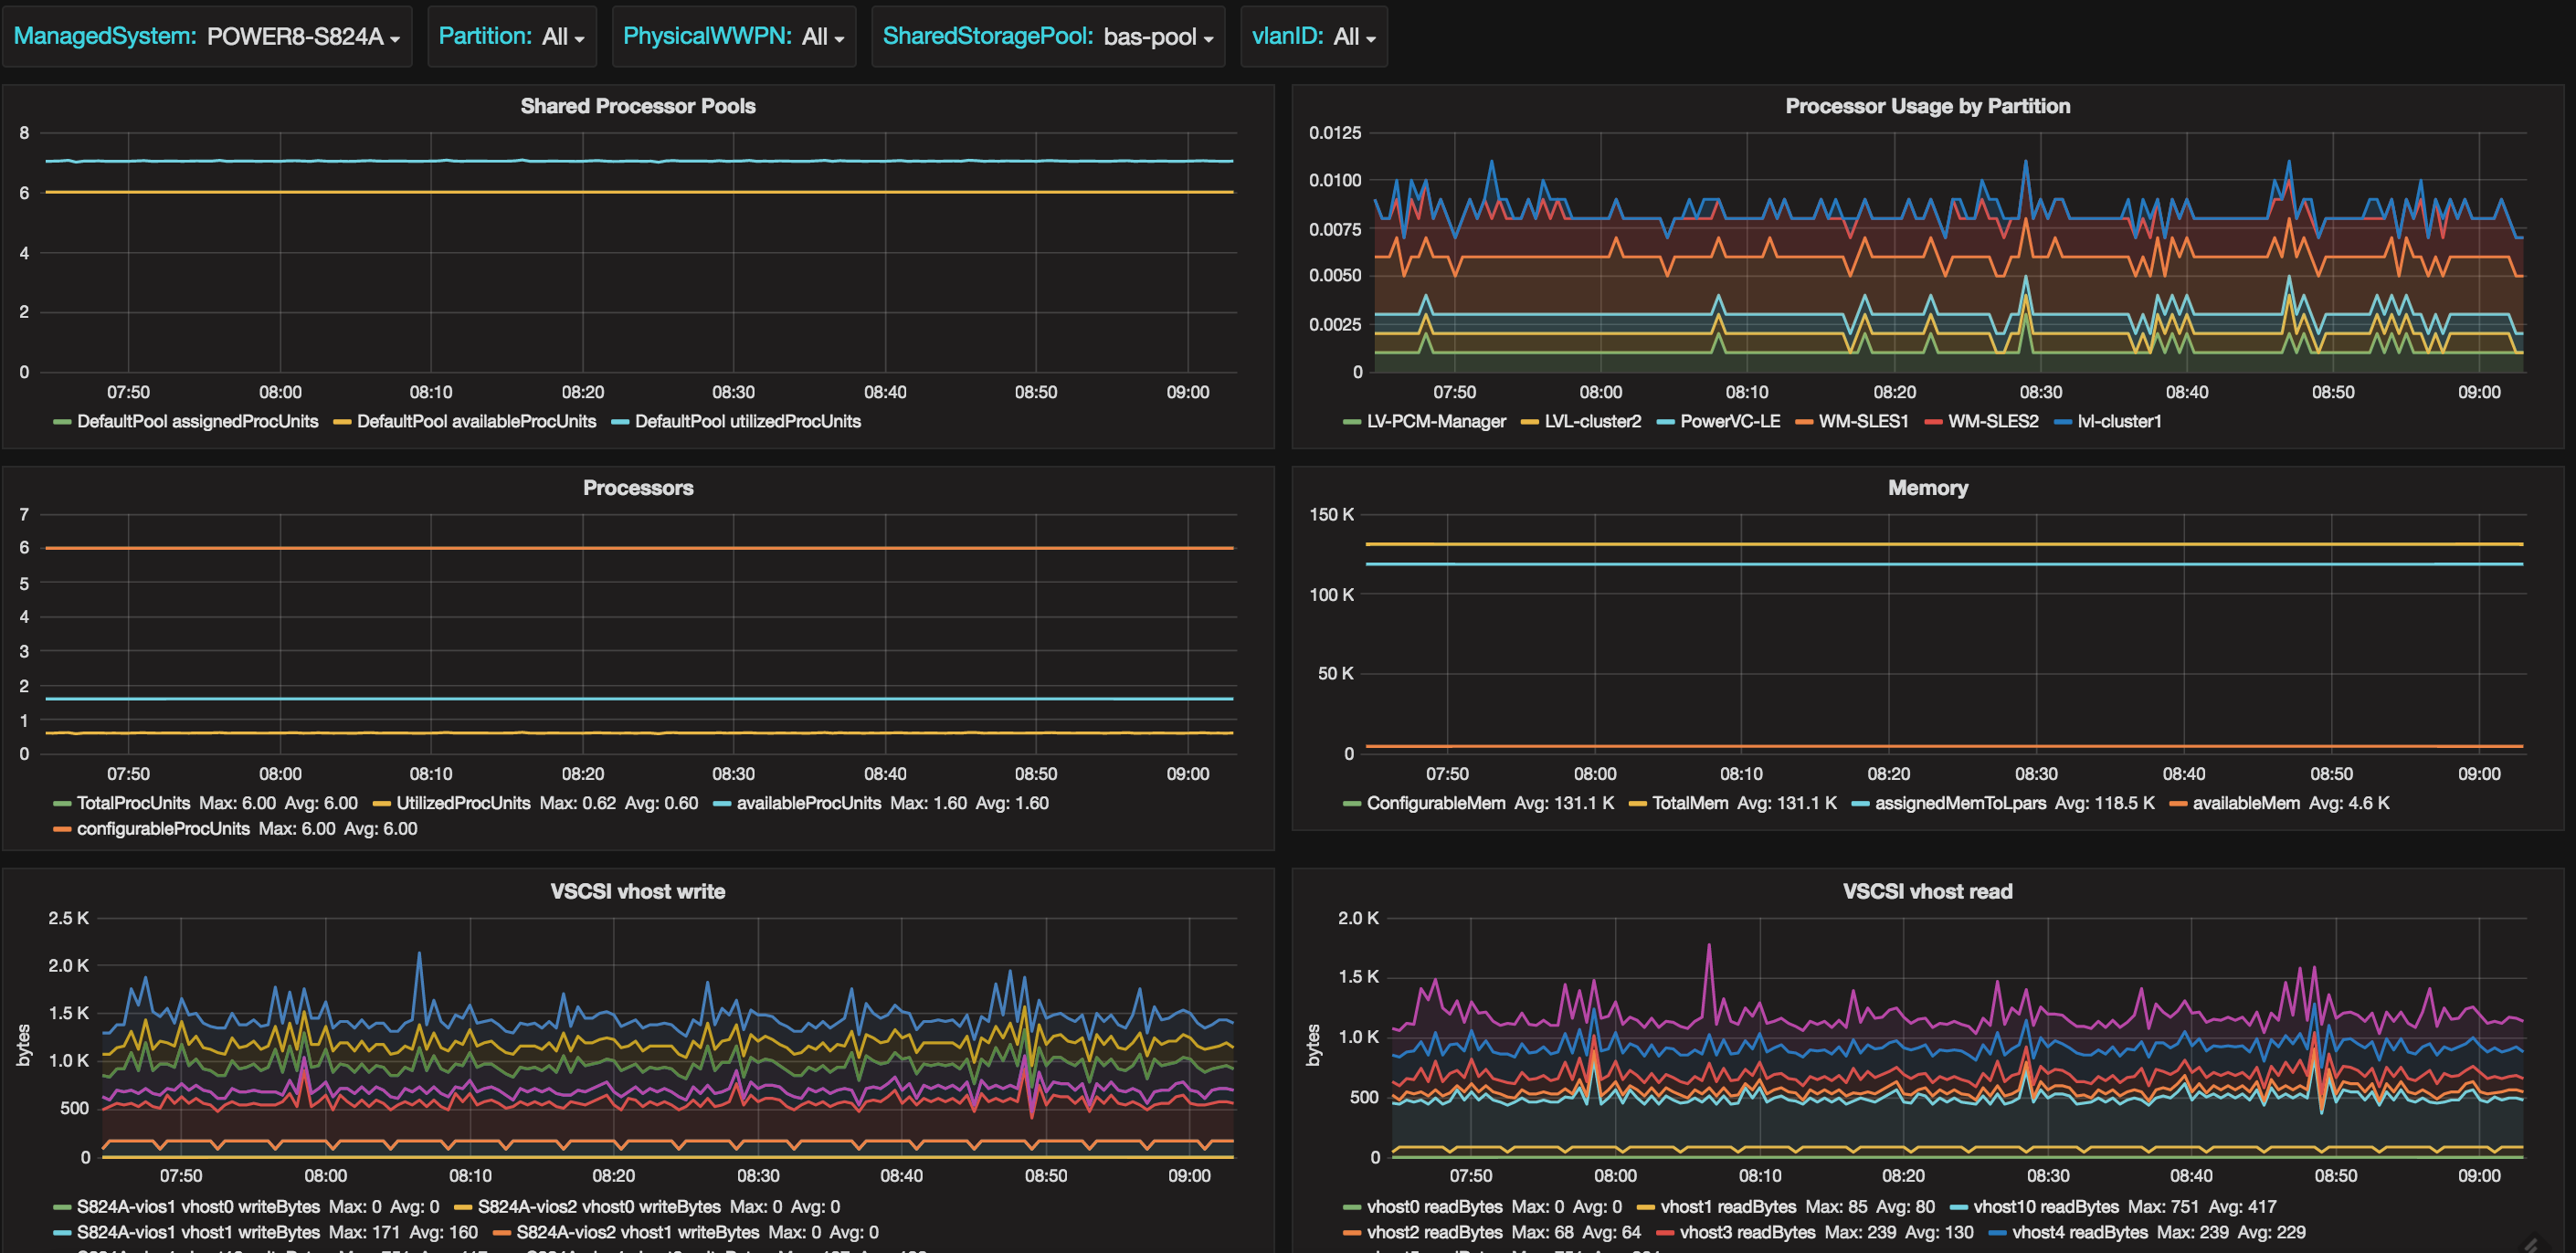 ManagedSystem: POWER8-S824A Partition: All PhysicalWWPN: All SharedStoragePool: bas-pool vlanID: All
Shared Processor Pools
8
6
4
2
0
07:50 08:00 08:10 08:20 08:30 08:40 08:50 09:00
DefaultPool assignedProcUnits DefaultPool availableProcUnits DefaultPool utilizedProcUnits
Processor Usage by Partition
0.0125
0.0100
0.0075
0.0050
0.0025
0
07:50 08:00 08:10 08:20 08:30 08:40 08:50 09:00
LV-PCM-Manager LVL-cluster2 PowerVC-LE WM-SLES1 WM-SLES2 lvl-cluster1
Processors
7
6
5
4
3
2
1
0
07:50 08:00 08:10 08:20 08:30 08:40 08:50 09:00
TotalProcUnits Max: 6.00 Avg: 6.00 UtilizedProcUnits Max: 0.62 Avg: 0.60 availableProcUnits Max: 1.60 Avg: 1.60
configurableProcUnits Max: 6.00 Avg: 6.00
Memory
150 K
100 K
50 K
0
07:50 08:00 08:10 08:20 08:30 08:40 08:50 09:00
ConfigurableMem Avg: 131.1 K TotalMem Avg: 131.1 K assignedMemToLpars Avg: 118.5 K availableMem Avg: 4.6 K
VSCSI vhost write
bytes
2.5 K
2.0 K
1.5 K
1.0 K
500
0
07:50 08:00 08:10 08:20 08:30 08:40 08:50 09:00
S824A-vios1 vhost0 writeBytes Max: 0 Avg: 0 S824A-vios2 vhost0 writeBytes Max: 0 Avg: 0
S824A-vios1 vhost1 writeBytes Max: 171 Avg: 160 S824A-vios2 vhost1 writeBytes Max: 0 Avg: 0
VSCSI vhost read
bytes
2.0 K
1.5 K
1.0 K
500
0
07:50 08:00 08:10 08:20 08:30 08:40 08:50 09:00
vhost0 readBytes Max: 0 Avg: 0 vhost1 readBytes Max: 85 Avg: 80 vhost10 readBytes Max: 751 Avg: 417
vhost2 readBytes Max: 68 Avg: 64 vhost3 readBytes Max: 239 Avg: 130 vhost4 readBytes Max: 239 Avg: 229